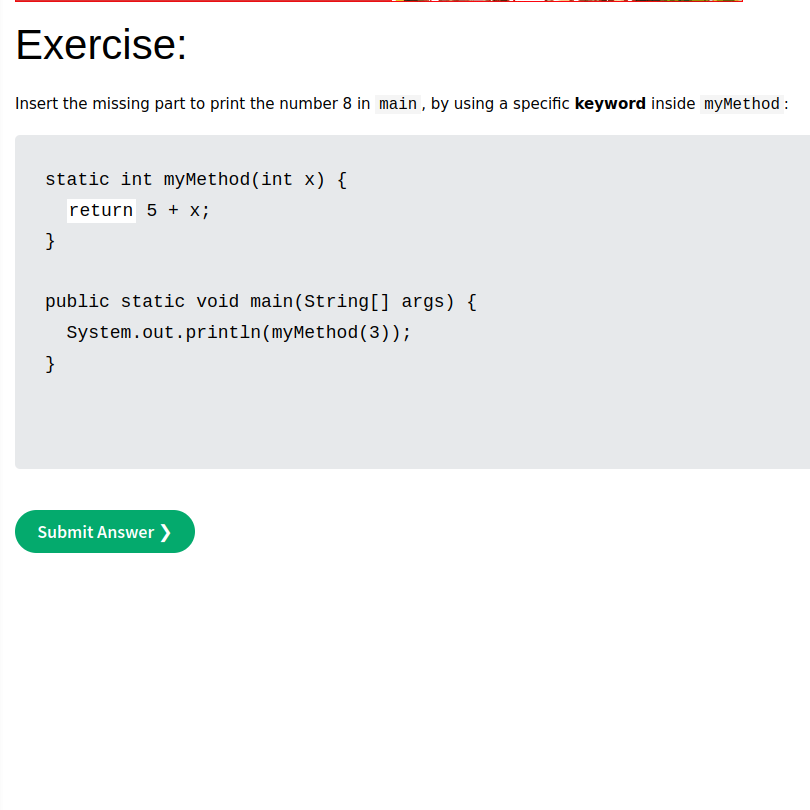 Exercise:
Insert the missing part to print the number 8 in main, by using a specific keyword inside myMethod:
static int myMethod(int x) {
  return 5 + x;
}
public static void main(String[] args) {
  System.out.println(myMethod(3));
}
Submit Answer ❯